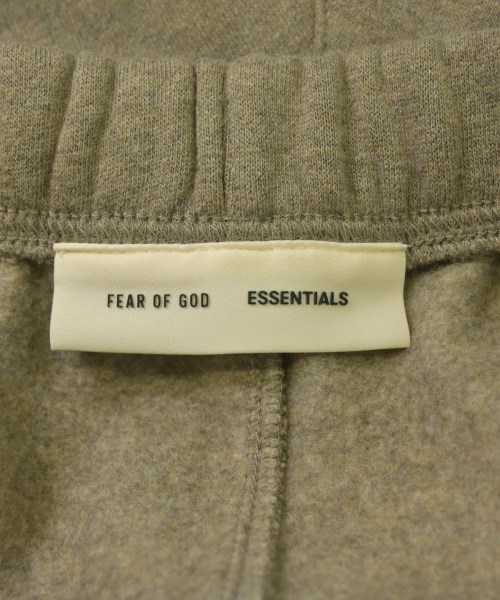 FEAR OF GOD ESSENTIALS